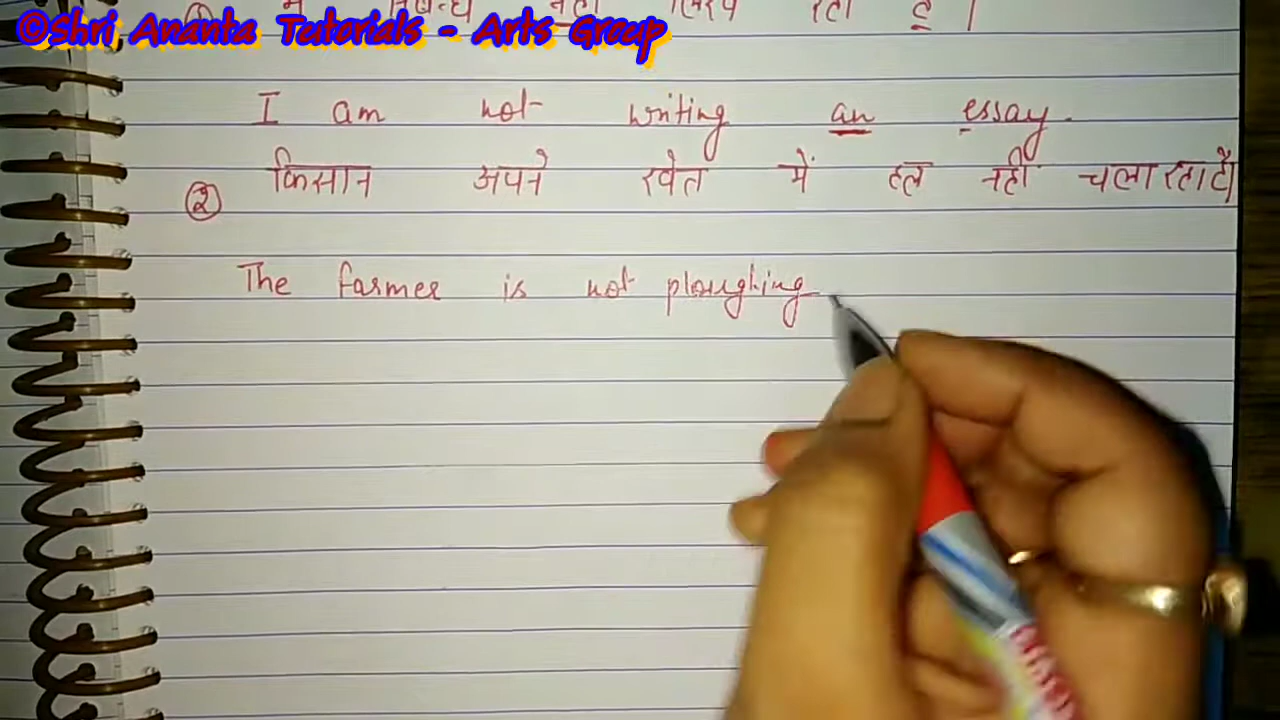 ©Shri Ananta Tutorials - Arts Group
नहीं
I am not writing an essay.
② किसान अपने खेत में हल नहीं चला रहा है।
The farmer is not ploughing